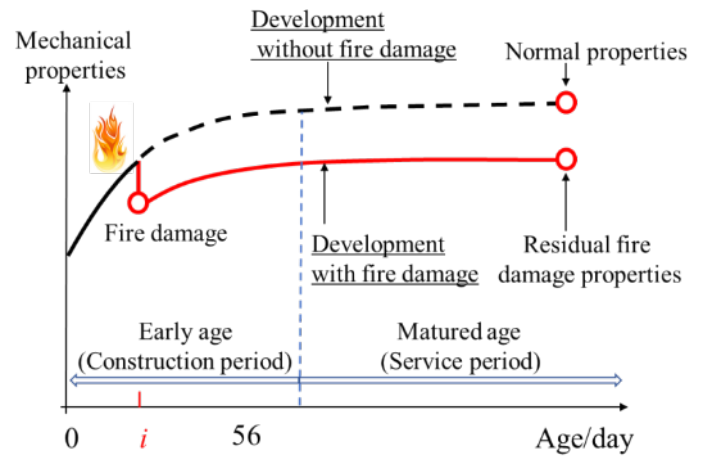 Mechanical
properties
Development
without fire damage
Normal properties
Fire damage
Development
with fire damage
Residual fire
damage properties
Early age
(Construction period)
Matured age
(Service period)
0
i
56
Age/day